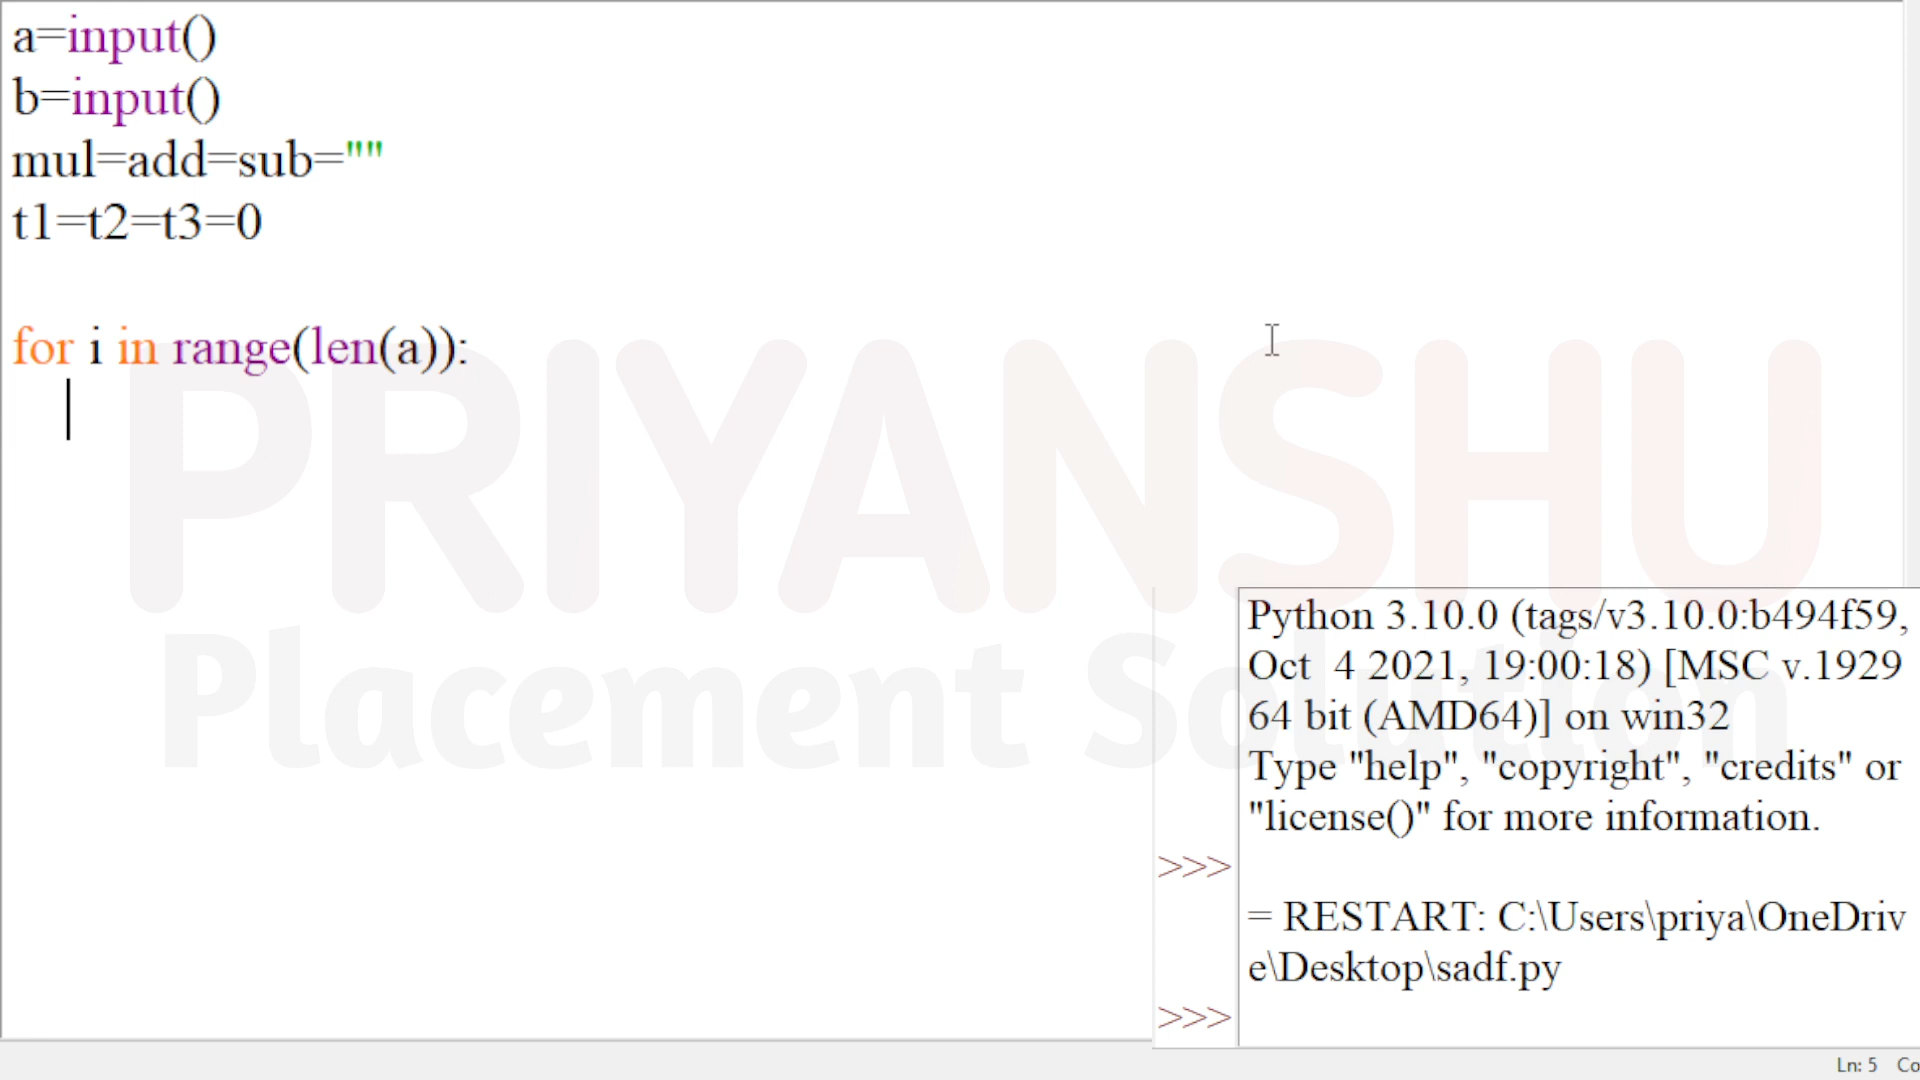 a=input()
b=input()
mul=add=sub=""
t1=t2=t3=0
for i in range(len(a)):
PRIYANSHU
Placement Solution
Python 3.10.0 (tags/v3.10.0:b494f59,
Oct  4 2021, 19:00:18) [MSC v.1929
64 bit (AMD64)] on win32
Type "help", "copyright", "credits" or
"license()" for more information.
>>>
= RESTART: C:\Users\priya\OneDriv
e\Desktop\sadf.py
>>>
Ln: 5 Co